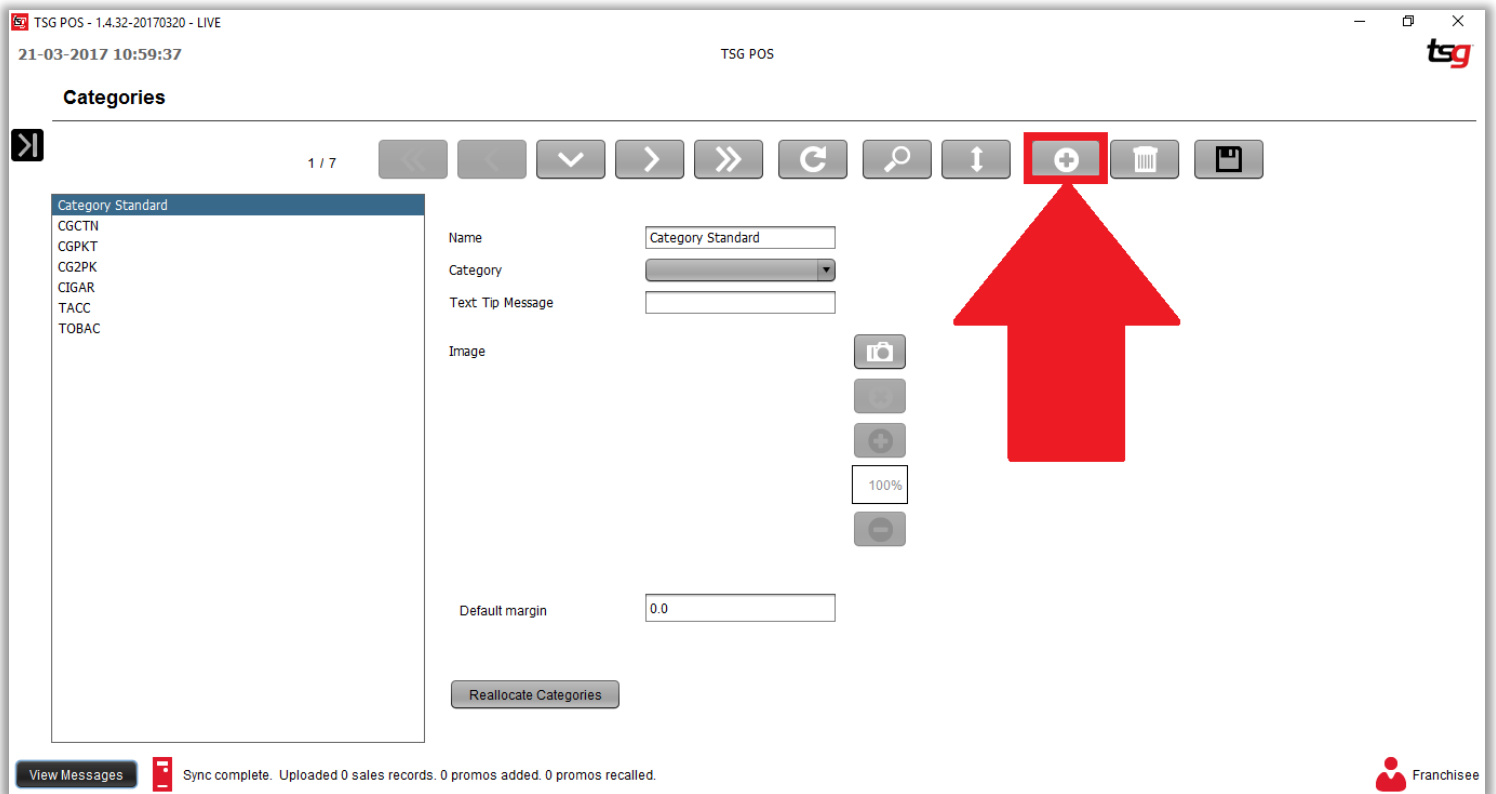 TSG POS - 1.4.32-20170320 - LIVE
21-03-2017 10:59:37
TSG POS
tsg
Categories
1 / 7
Category Standard
CGCTN
CGPKT
CG2PK
CIGAR
TACC
TOBAC
Name
Category Standard
Category
Text Tip Message
Image
100%
Default margin
0.0
Reallocate Categories
View Messages
Sync complete. Uploaded 0 sales records. 0 promos added. 0 promos recalled.
Franchisee